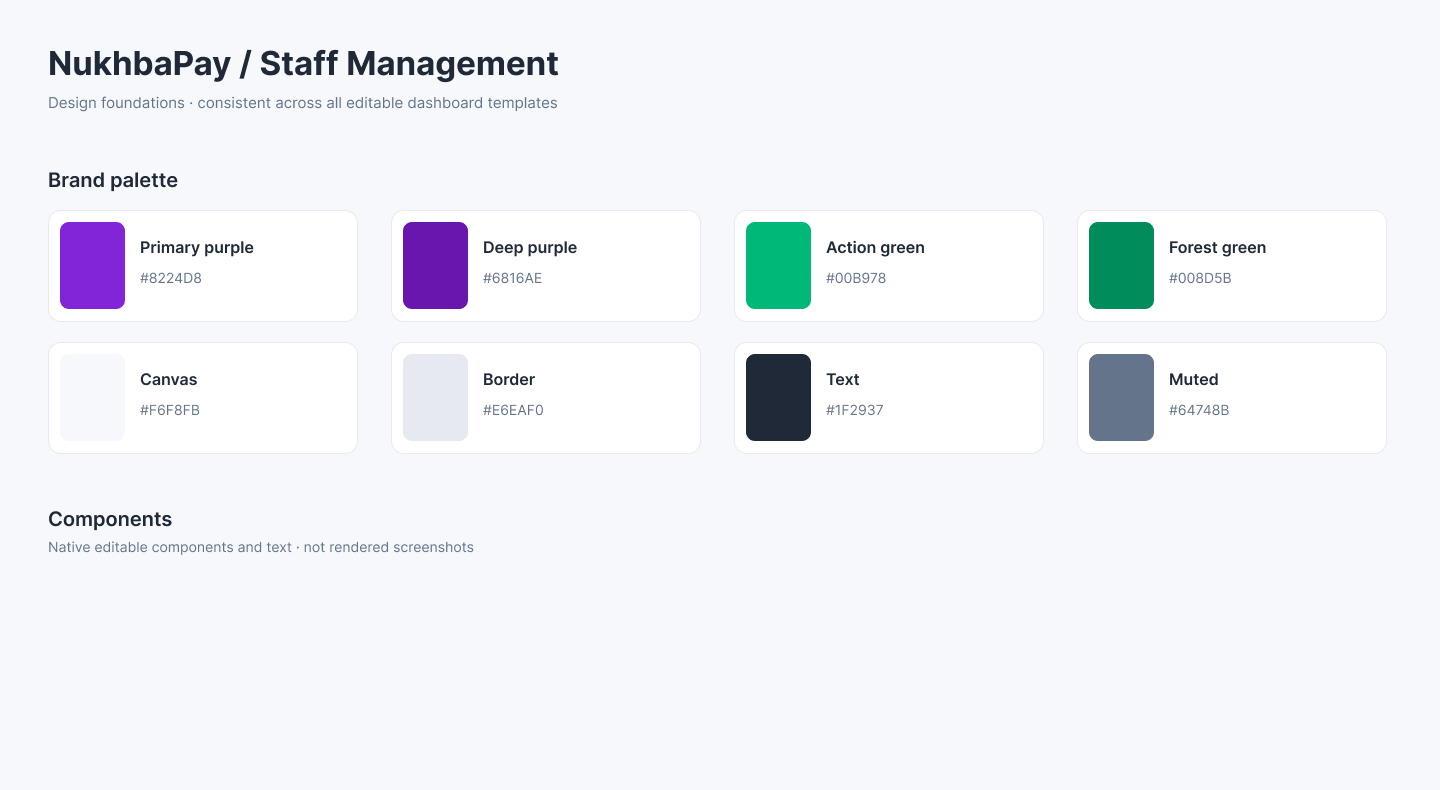 NukhbaPay / Staff Management
Design foundations · consistent across all editable dashboard templates
Brand palette
Primary purple
#8224D8
Deep purple
#6816AE
Action green
#00B978
Forest green
#008D5B
Canvas
#F6F8FB
Border
#E6EAF0
Text
#1F2937
Muted
#64748B
Components
Native editable components and text · not rendered screenshots